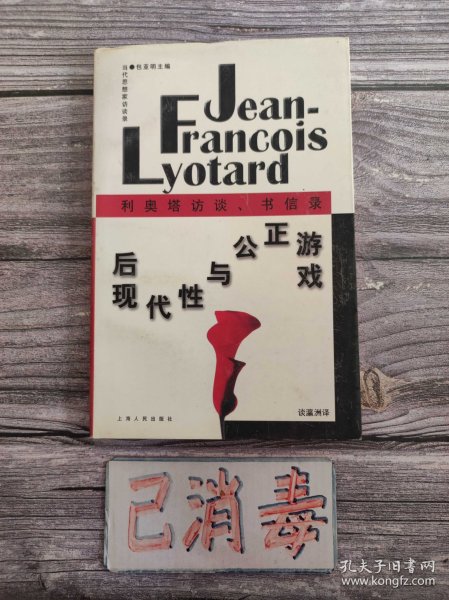 当代思想家访谈录●包亚明主编
Jean-
Francois
Lyotard
利奥塔访谈、书信录
后现代性与公正游戏
上海人民出版社
谈瀛洲译
已消毒
孔夫子旧书网
www.kongfz.com